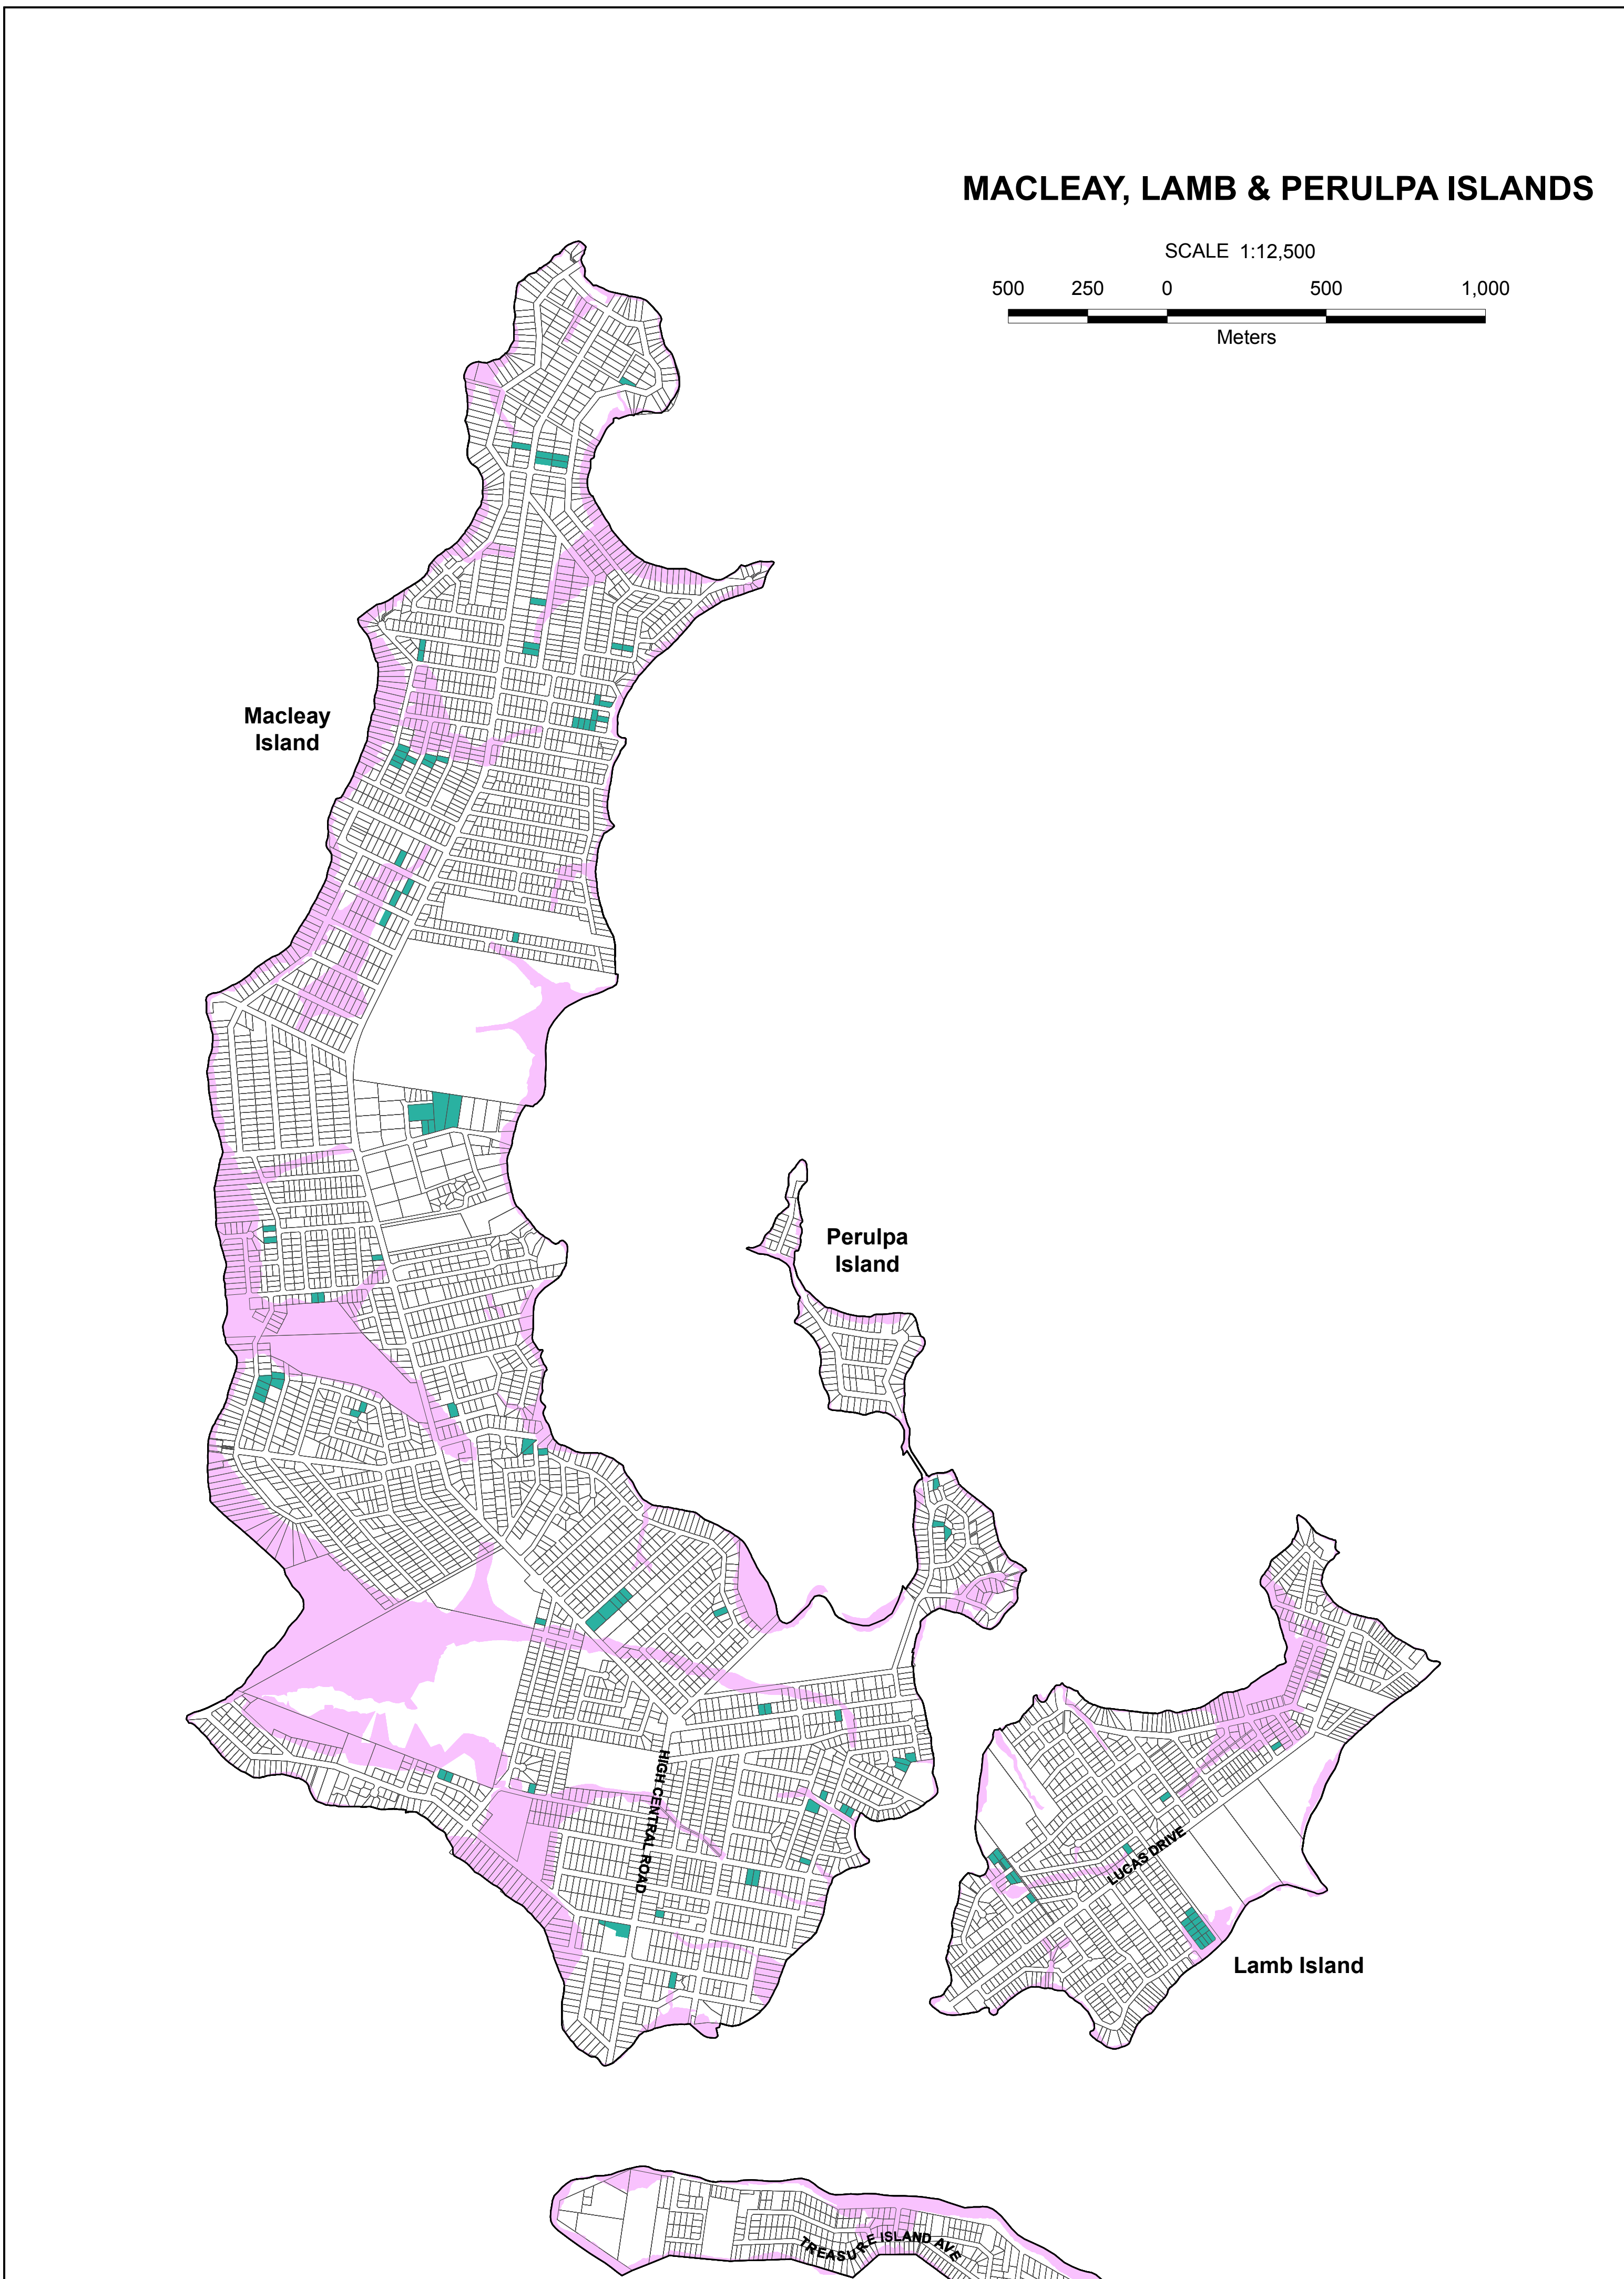 MACLEAY, LAMB & PERULPA ISLANDS
SCALE 1:12,500
500 250 0 500 1,000
Meters
Macleay
Island
Perulpa
Island
HIGH CENTRAL ROAD
LUCAS DRIVE
Lamb Island
TREASURE ISLAND AVE